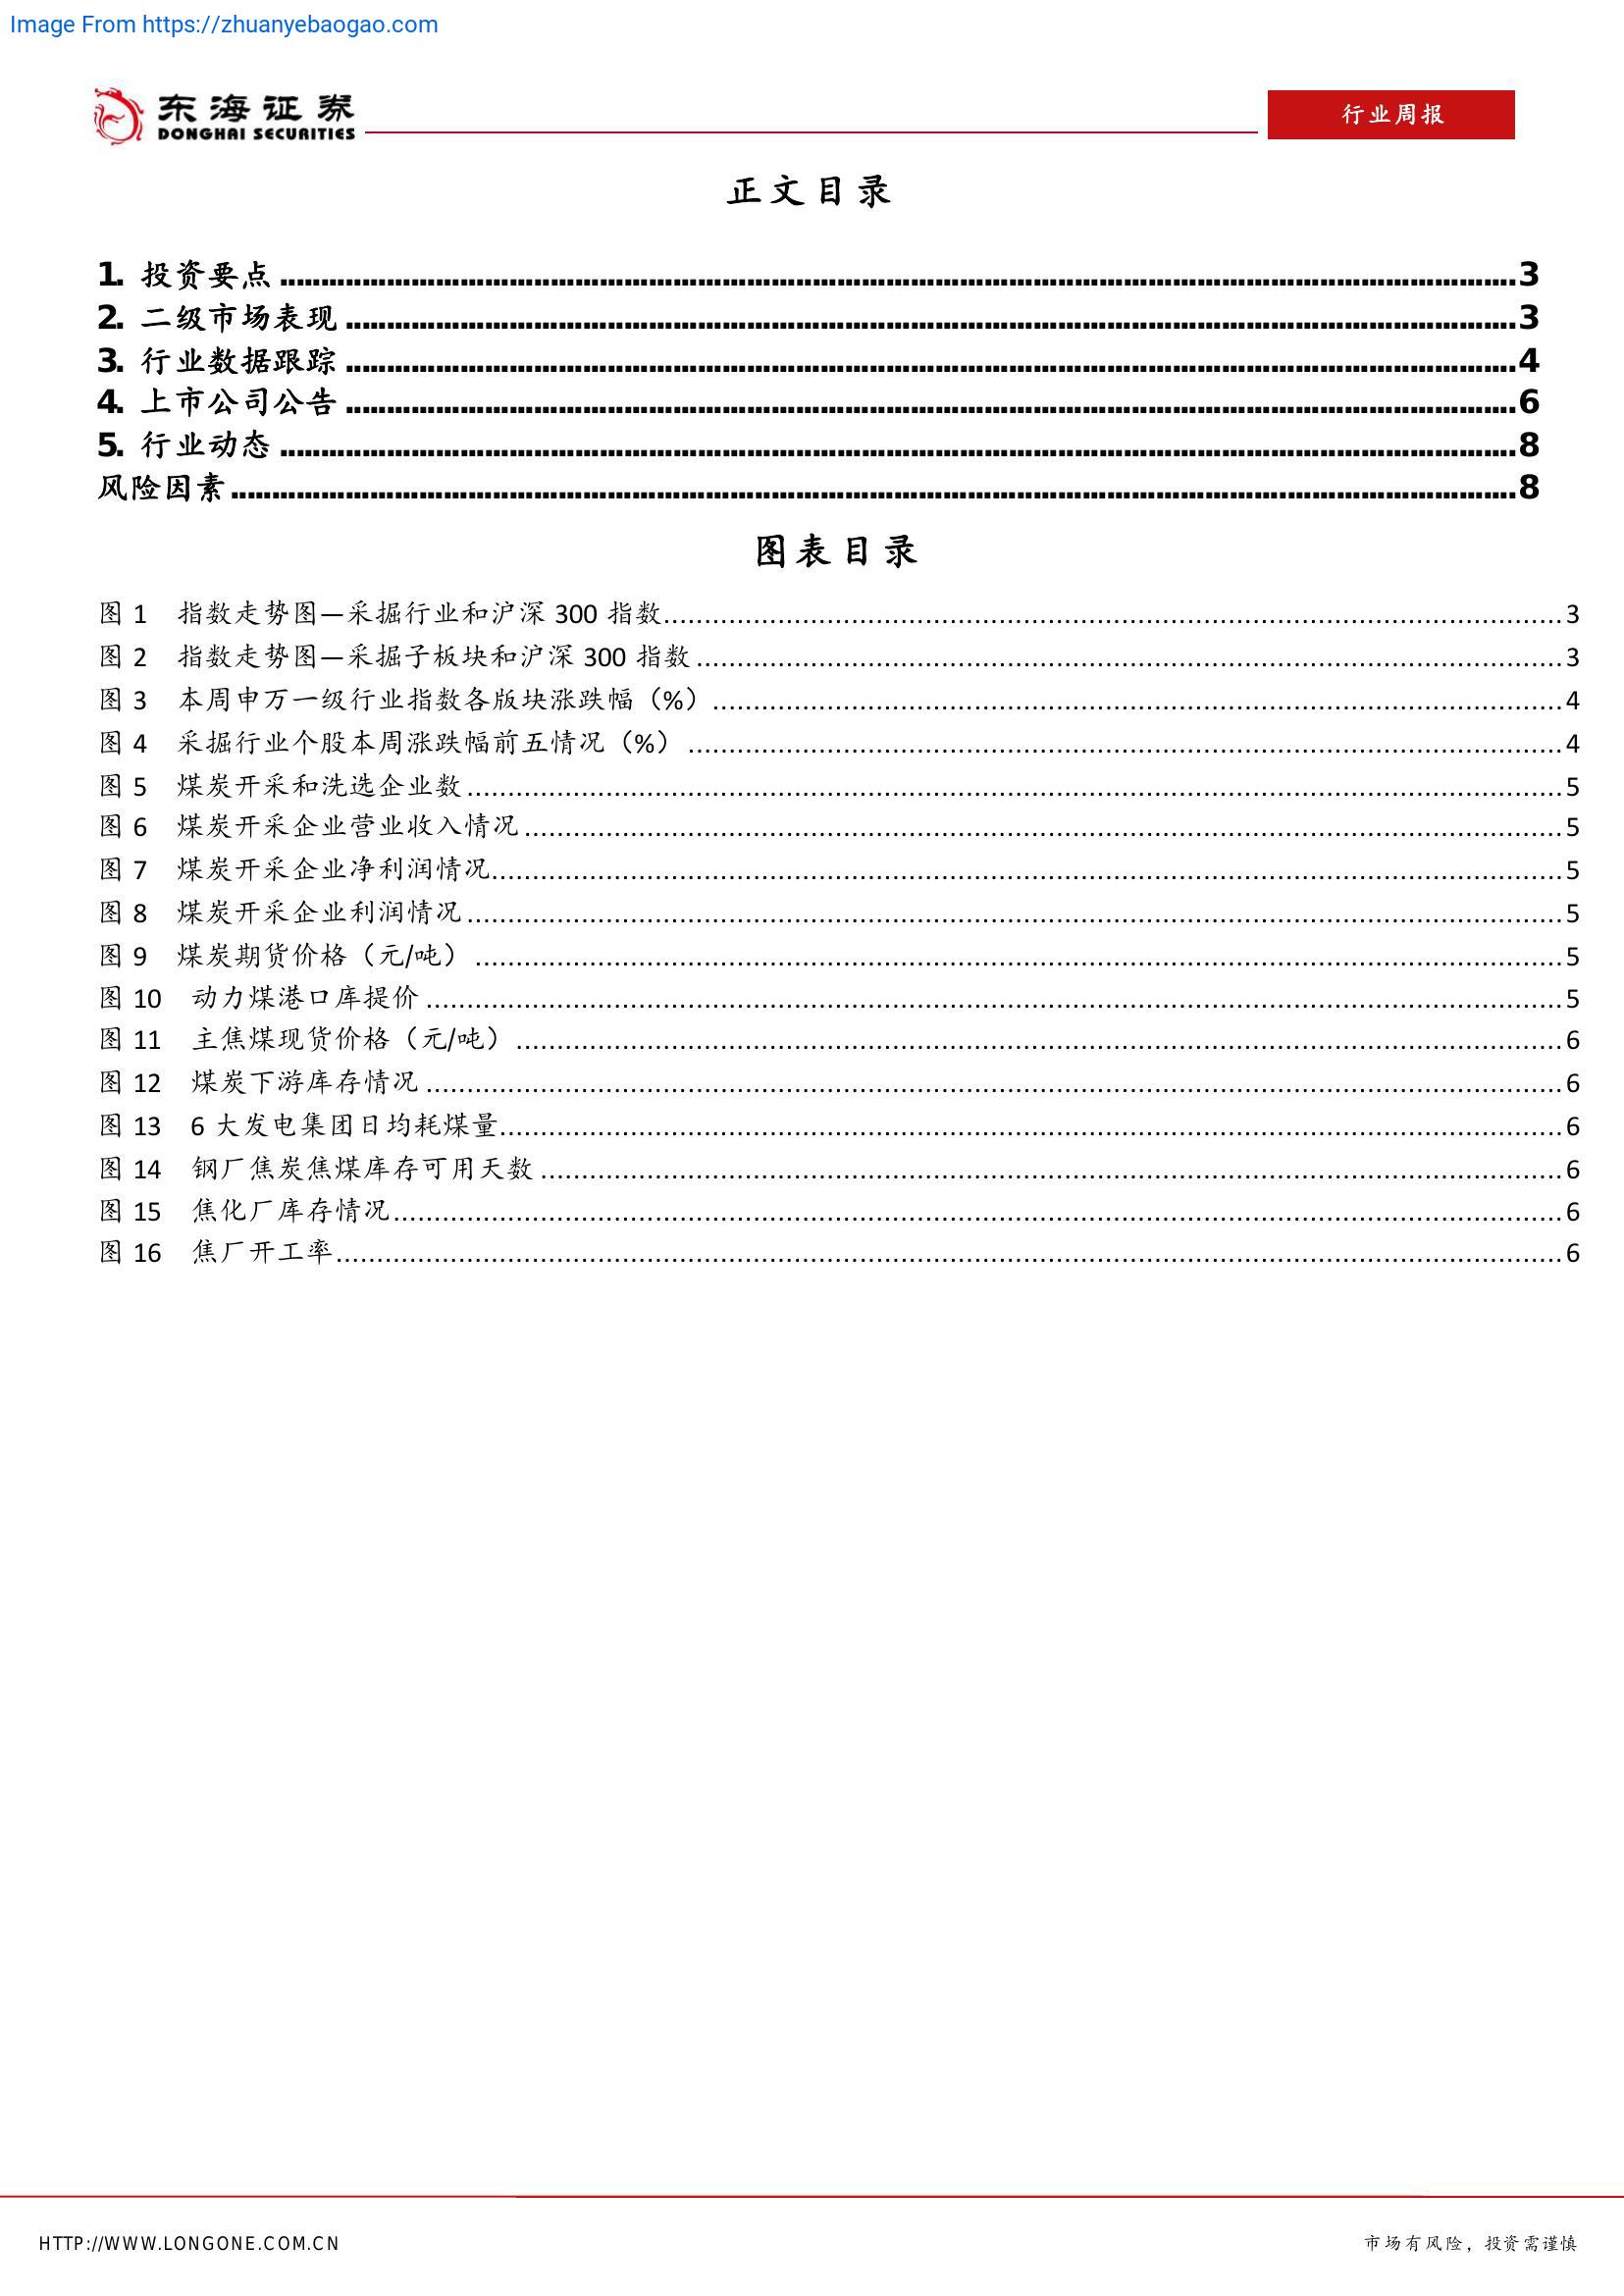 Image From https://zhuanyebaogao.com
东海证券
DONGHAI SECURITIES
行业周报
正文目录
1. 投资要点........................................3
2. 二级市场表现........................................3
3. 行业数据跟踪........................................4
4. 上市公司公告........................................6
5. 行业动态........................................8
风险因素........................................8
图表目录
图 1 指数走势图—采掘行业和沪深 300 指数........................................3
图 2 指数走势图—采掘子板块和沪深 300 指数........................................3
图 3 本周申万一级行业指数各版块涨跌幅（%）........................................4
图 4 采掘行业个股本周涨跌幅前五情况（%）........................................4
图 5 煤炭开采和洗选企业数........................................5
图 6 煤炭开采企业营业收入情况........................................5
图 7 煤炭开采企业净利润情况........................................5
图 8 煤炭开采企业利润情况........................................5
图 9 煤炭期货价格（元/吨）........................................5
图 10 动力煤港口库提价........................................5
图 11 主焦煤现货价格（元/吨）........................................6
图 12 煤炭下游库存情况........................................6
图 13 6 大发电集团日均耗煤量........................................6
图 14 钢厂焦炭焦煤库存可用天数........................................6
图 15 焦化厂库存情况........................................6
图 16 焦厂开工率........................................6
HTTP://WWW.LONGONE.COM.CN
市场有风险，投资需谨慎